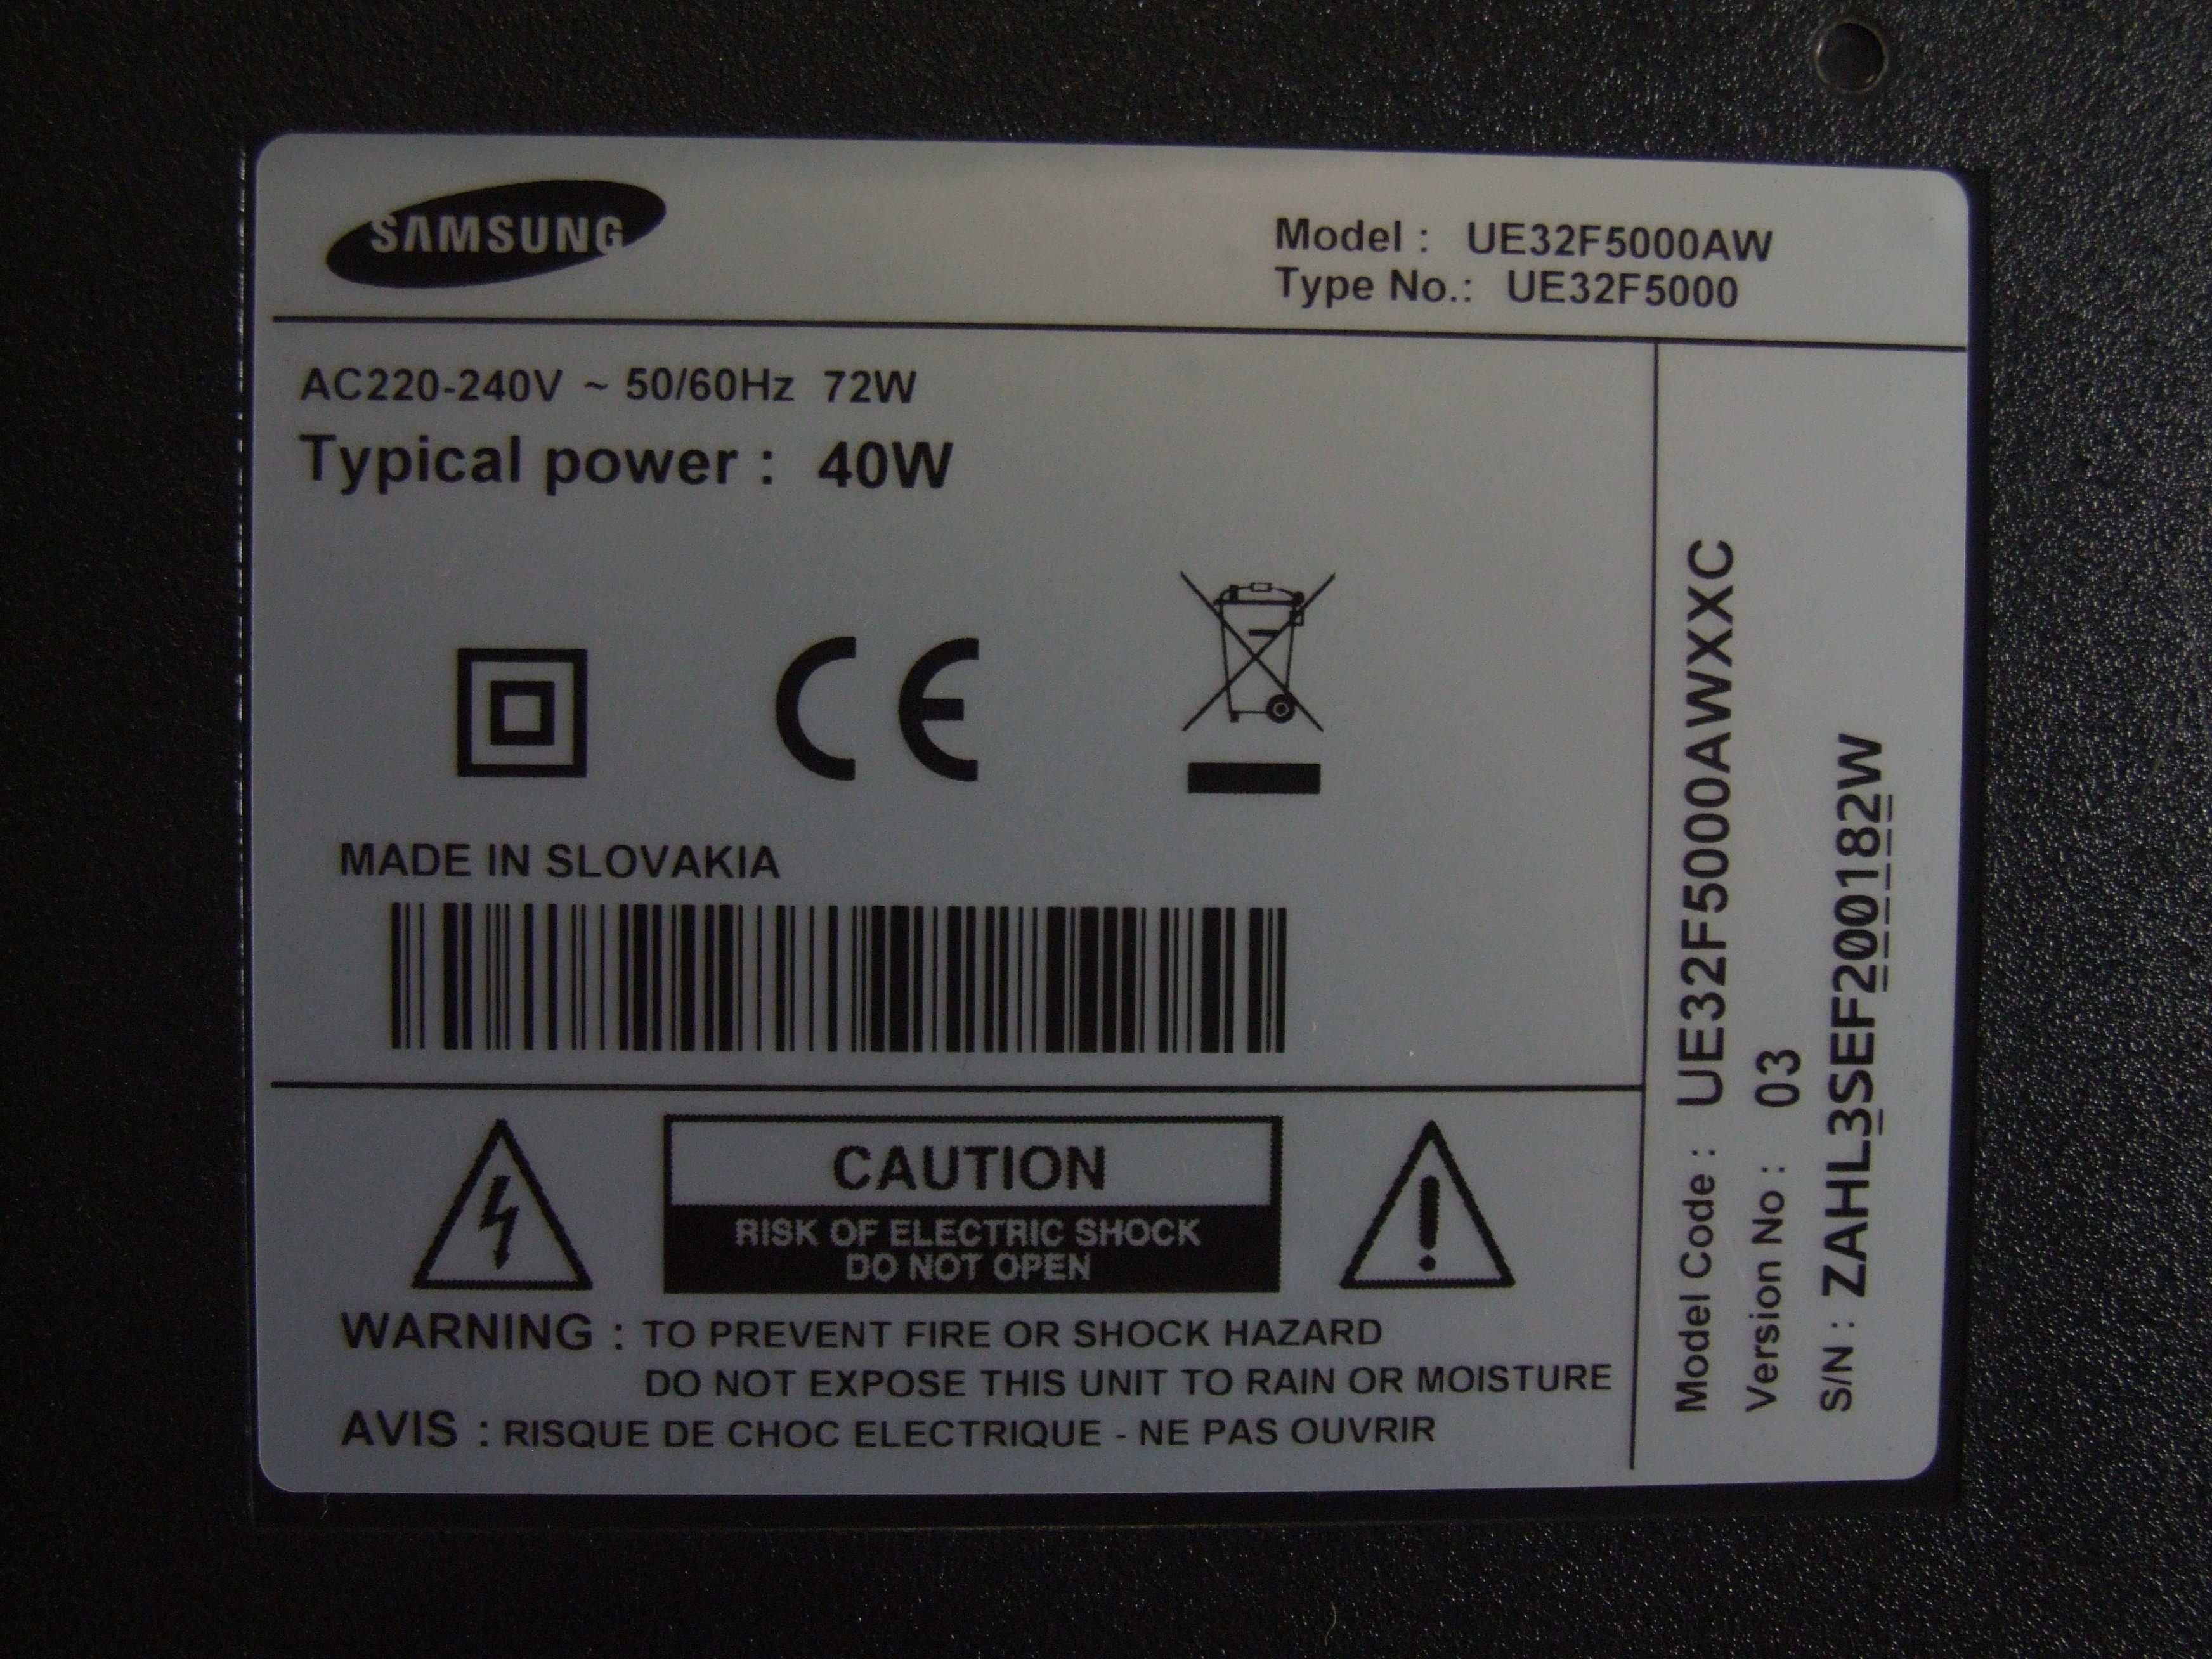 SAMSUNG
Model : UE32F5000AW
Type No.: UE32F5000
AC220-240V ~ 50/60Hz 72W
Typical power : 40W
CE
MADE IN SLOVAKIA
CAUTION
RISK OF ELECTRIC SHOCK
DO NOT OPEN
WARNING : TO PREVENT FIRE OR SHOCK HAZARD
DO NOT EXPOSE THIS UNIT TO RAIN OR MOISTURE
AVIS : RISQUE DE CHOC ELECTRIQUE - NE PAS OUVRIR
Model Code : UE32F5000AWXXC
Version No : 03
S/N : ZAHL3SEF200182W